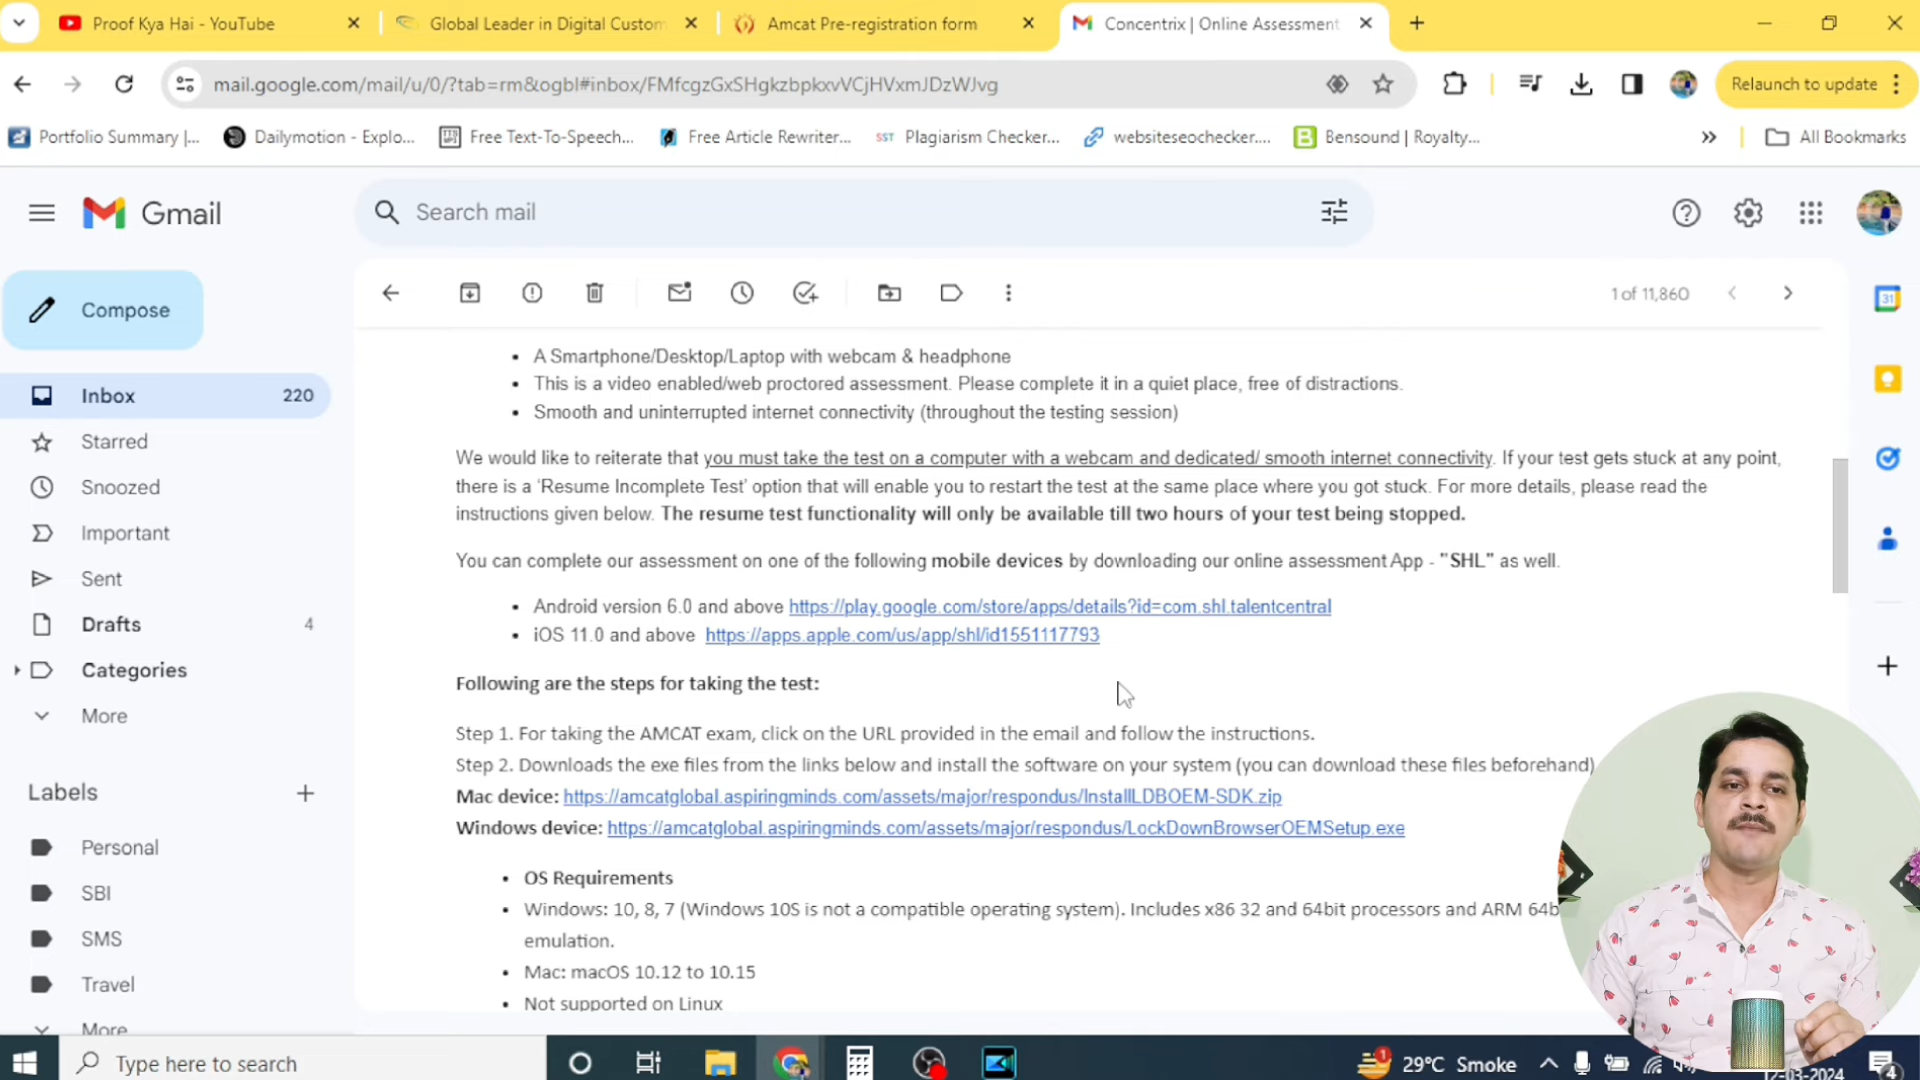 Proof Kya Hai - YouTube
Global Leader in Digital Custom
Amcat Pre-registration form
Concentrix | Online Assessment
mail.google.com/mail/u/0/?tab=rm&ogbl#inbox/FMfcgzGxSHgkzbpkxvVCjHVxmJDzWJvg
Relaunch to update
Portfolio Summary |...
Dailymotion - Explo...
Free Text-To-Speech...
Free Article Rewriter...
SST Plagiarism Checker...
websiteseochecker....
Bensound | Royalty...
All Bookmarks
Gmail
Search mail
Compose
1 of 11,860
Inbox 220
Starred
Snoozed
Important
Sent
Drafts 4
Categories
More
Labels
Personal
SBI
SMS
Travel
More
A Smartphone/Desktop/Laptop with webcam & headphone
This is a video enabled/web proctored assessment. Please complete it in a quiet place, free of distractions.
Smooth and uninterrupted internet connectivity (throughout the testing session)
We would like to reiterate that you must take the test on a computer with a webcam and dedicated/ smooth internet connectivity. If your test gets stuck at any point,
there is a ‘Resume Incomplete Test’ option that will enable you to restart the test at the same place where you got stuck. For more details, please read the
instructions given below. The resume test functionality will only be available till two hours of your test being stopped.
You can complete our assessment on one of the following mobile devices by downloading our online assessment App - "SHL" as well.
Android version 6.0 and above https://play.google.com/store/apps/details?id=com.shl.talentcentral
iOS 11.0 and above https://apps.apple.com/us/app/shl/id1551117793
Following are the steps for taking the test:
Step 1. For taking the AMCAT exam, click on the URL provided in the email and follow the instructions.
Step 2. Downloads the exe files from the links below and install the software on your system (you can download these files beforehand)
Mac device: https://amcatglobal.aspiringminds.com/assets/major/respondus/InstallLDBOEM-SDK.zip
Windows device: https://amcatglobal.aspiringminds.com/assets/major/respondus/LockDownBrowserOEMSetup.exe
OS Requirements
Windows: 10, 8, 7 (Windows 10S is not a compatible operating system). Includes x86 32 and 64bit processors and ARM 64b
emulation.
Mac: macOS 10.12 to 10.15
Not supported on Linux
Type here to search
29°C Smoke
12-03-2024
4